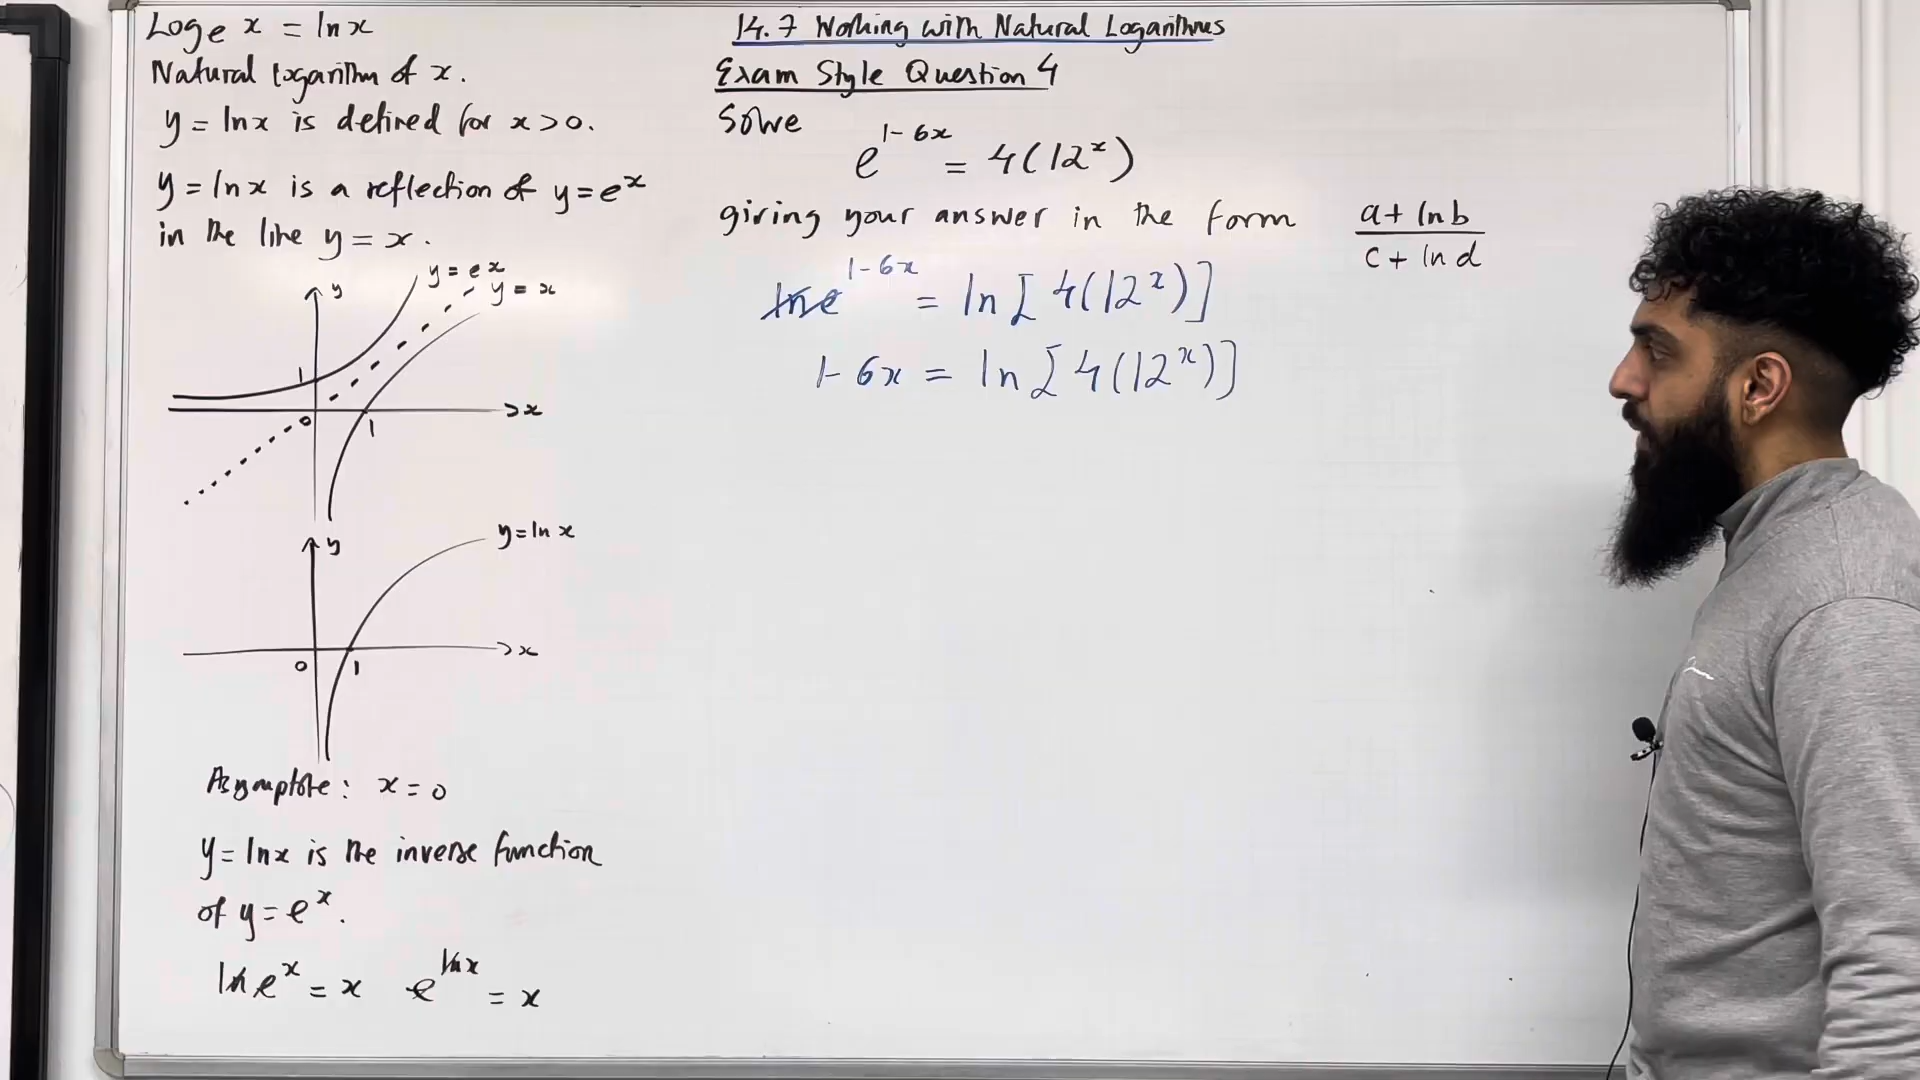 Loge x = ln x
Natural logarithm of x.
y = ln x is defined for x > 0.
y = ln x is a reflection of y = e^x
in the line y = x.
y
y = e^x
y = x
1
0
1
x
y
y = ln x
0
1
x
Asymptote: x = 0
y = ln x is the inverse function
of y = e^x.
ln e^x = x e^ln x = x
14.7 Working with Natural Logarithms
Exam Style Question 4
Solve
e^1-6x = 4(12^x)
giving your answer in the form a + ln b / c + ln d
ln e^1-6x = ln[4(12^x)]
1 - 6x = ln[4(12^x)]